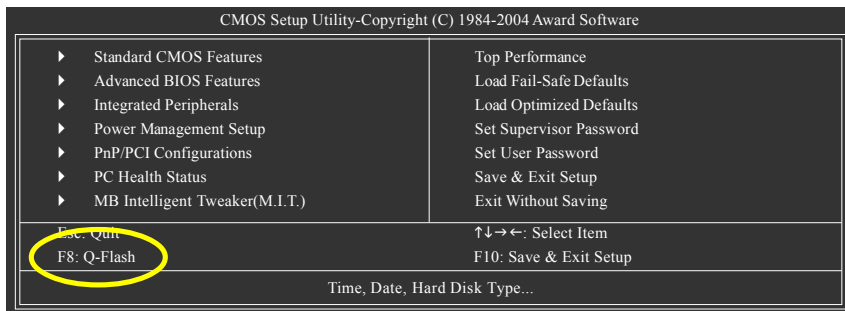 CMOS Setup Utility-Copyright (C) 1984-2004 Award Software
Standard CMOS Features
Advanced BIOS Features
Integrated Peripherals
Power Management Setup
PnP/PCI Configurations
PC Health Status
MB Intelligent Tweaker(M.I.T.)
Top Performance
Load Fail-Safe Defaults
Load Optimized Defaults
Set Supervisor Password
Set User Password
Save & Exit Setup
Exit Without Saving
Esc: Quit
F8: Q-Flash
↑↓→←: Select Item
F10: Save & Exit Setup
Time, Date, Hard Disk Type...